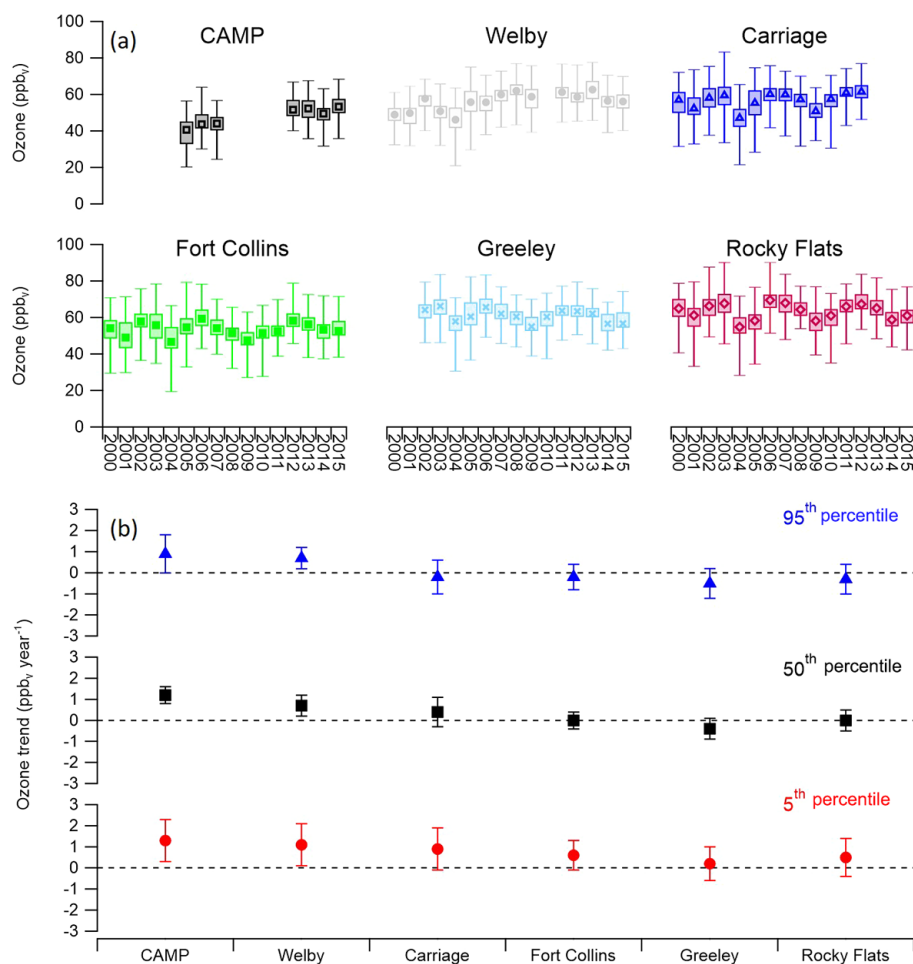 (a)
CAMP
Welby
Carriage
Ozone (ppbv)
100
80
60
40
20
0
Fort Collins
Greeley
Rocky Flats
Ozone (ppbv)
100
80
60
40
20
0
2000 2001 2002 2003 2004 2005 2006 2007 2008 2009 2010 2011 2012 2013 2014 2015
2000 2001 2002 2003 2004 2005 2006 2007 2008 2009 2010 2011 2012 2013 2014 2015
2000 2001 2002 2003 2004 2005 2006 2007 2008 2009 2010 2011 2012 2013 2014 2015
(b)
Ozone trend (ppbv year-1)
95th percentile
3
2
1
0
-1
-2
-3
50th percentile
3
2
1
0
-1
-2
-3
5th percentile
3
2
1
0
-1
-2
-3
CAMP
Welby
Carriage
Fort Collins
Greeley
Rocky Flats